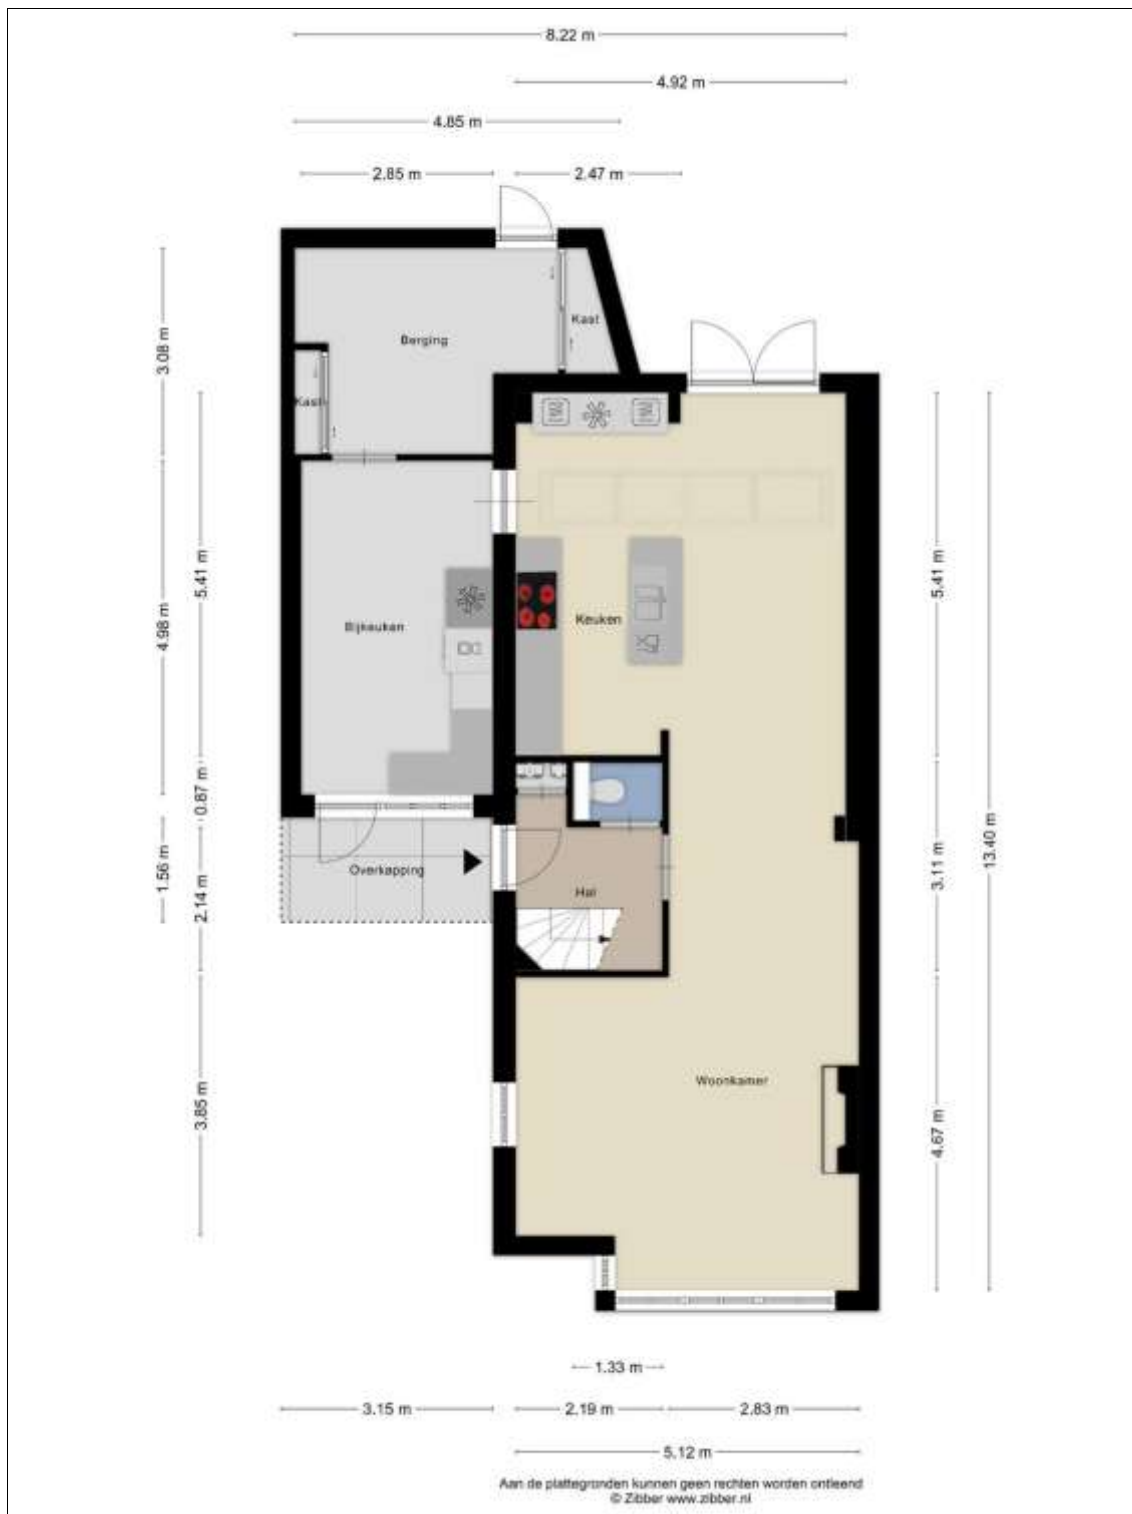 8.22 m
4.92 m
4.85 m
2.85 m
2.47 m
3.08 m
Berging
Kast
Kast
5.41 m
4.98 m
5.41 m
Bijkeuken
Keuken
0.87 m
1.56 m
2.14 m
Overkapping
Hal
3.11 m
13.40 m
3.85 m
Woonkamer
4.67 m
1.33 m
3.15 m
2.19 m
2.83 m
5.12 m
Aan de plattegronden kunnen geen rechten worden ontleend
© Zibber www.zibber.nl